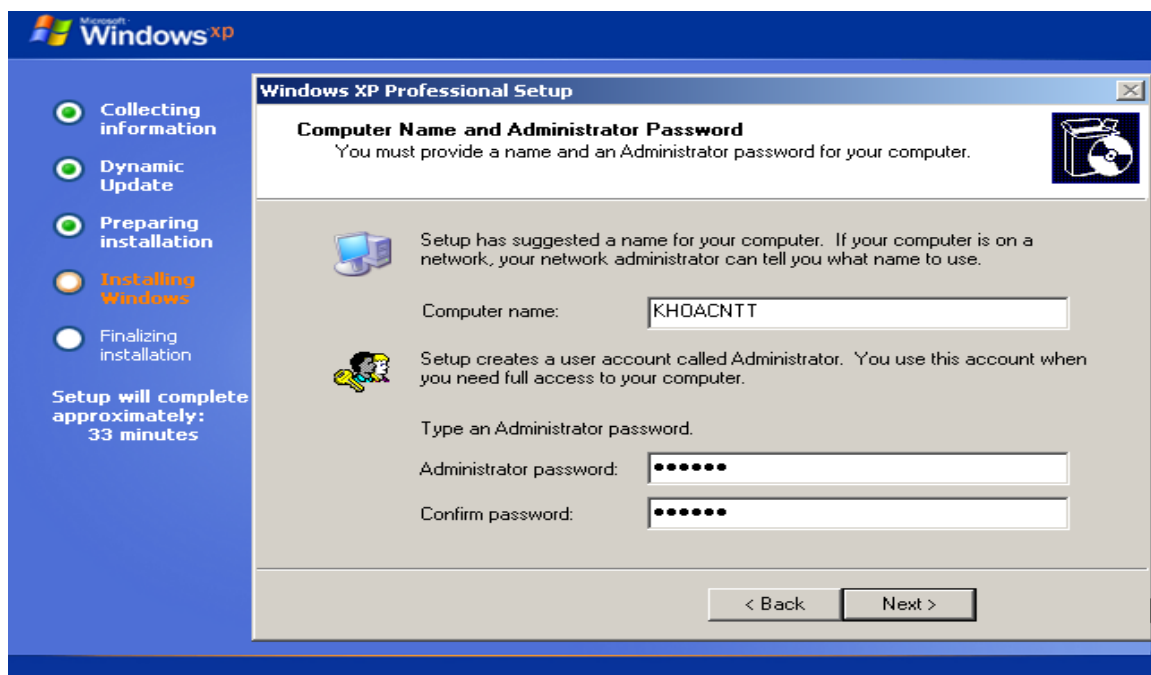 Microsoft
Windows xp
Collecting
information
Dynamic
Update
Preparing
installation
Installing
Windows
Finalizing
installation
Setup will complete
approximately:
33 minutes
Windows XP Professional Setup
Computer Name and Administrator Password
You must provide a name and an Administrator password for your computer.
Setup has suggested a name for your computer. If your computer is on a
network, your network administrator can tell you what name to use.
Computer name: KHOACNTT
Setup creates a user account called Administrator. You use this account when
you need full access to your computer.
Type an Administrator password.
Administrator password: ●●●●●●
Confirm password: ●●●●●●
< Back Next >